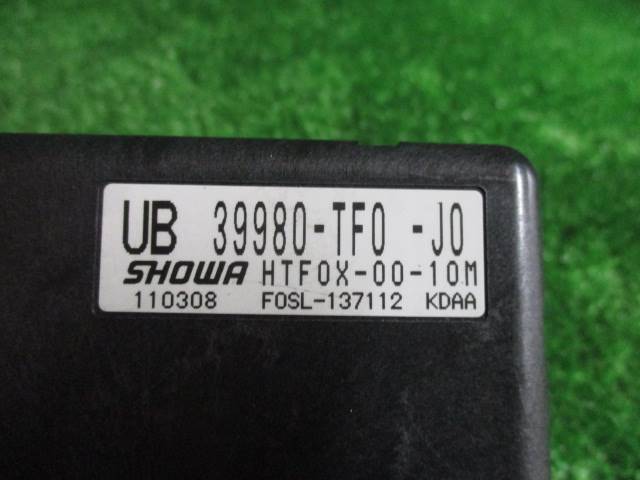 UB 39980-TF0 -J0
SHOWA HTF0X-00-10M
110308 F0SL-137112 KDAA